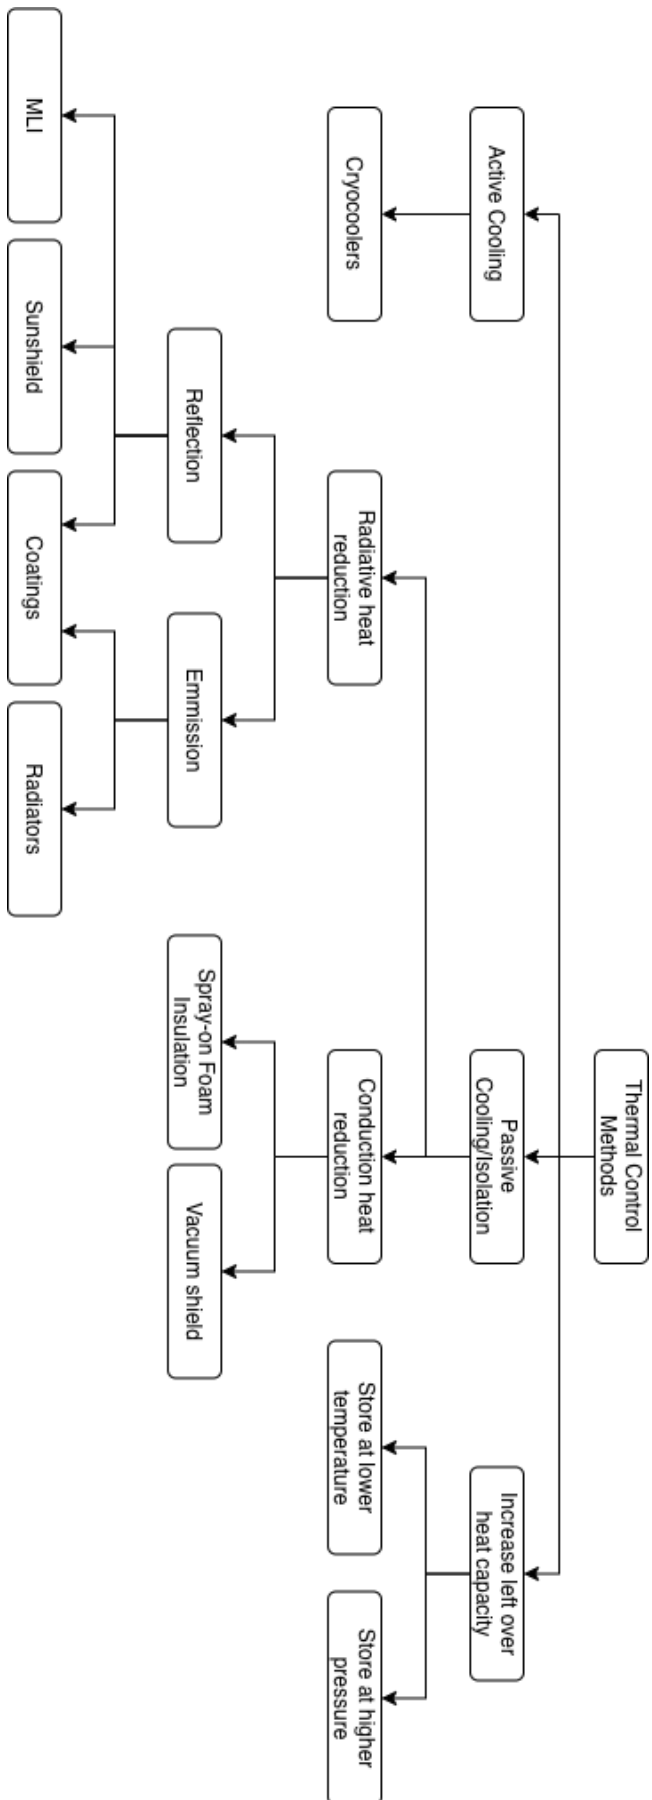 Thermal Control
Methods
Active Cooling
Passive
Cooling/Isolation
Increase left over
heat capacity
Cryocoolers
Radiative heat
reduction
Conduction heat
reduction
Store at lower
temperature
Store at higher
pressure
Reflection
Emmission
Spray-on Foam
Insulation
Vacuum shield
MLI
Sunshield
Coatings
Radiators